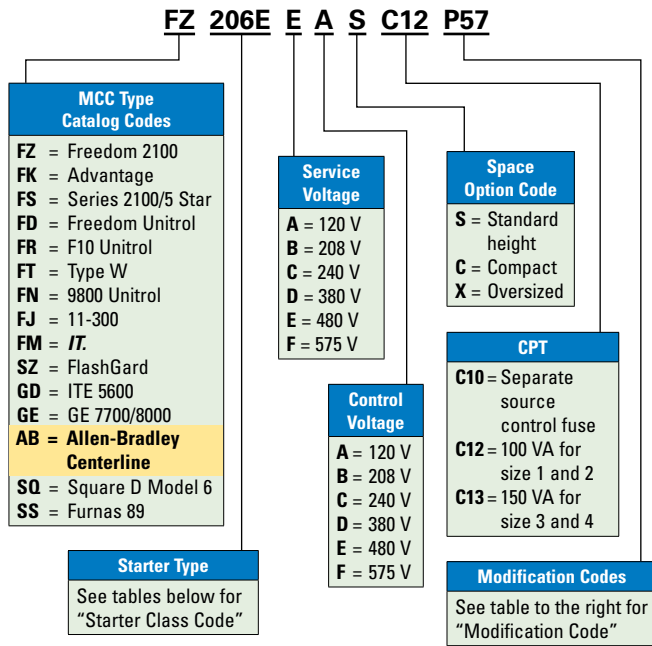 FZ 206E E A S C12 P57
MCC Type
Catalog Codes
FZ = Freedom 2100
FK = Advantage
FS = Series 2100/5 Star
FD = Freedom Unitrol
FR = F10 Unitrol
FT = Type W
FN = 9800 Unitrol
FJ = 11-300
FM = IT.
SZ = FlashGard
GD = ITE 5600
GE = GE 7700/8000
AB = Allen-Bradley
Centerline
SQ = Square D Model 6
SS = Furnas 89
Starter Type
See tables below for
“Starter Class Code”
Service
Voltage
A = 120 V
B = 208 V
C = 240 V
D = 380 V
E = 480 V
F = 575 V
Control
Voltage
A = 120 V
B = 208 V
C = 240 V
D = 380 V
E = 480 V
F = 575 V
Space
Option Code
S = Standard
height
C = Compact
X = Oversized
CPT
C10 = Separate
source
control fuse
C12 = 100 VA for
size 1 and 2
C13 = 150 VA for
size 3 and 4
Modification Codes
See table to the right for
“Modification Code”